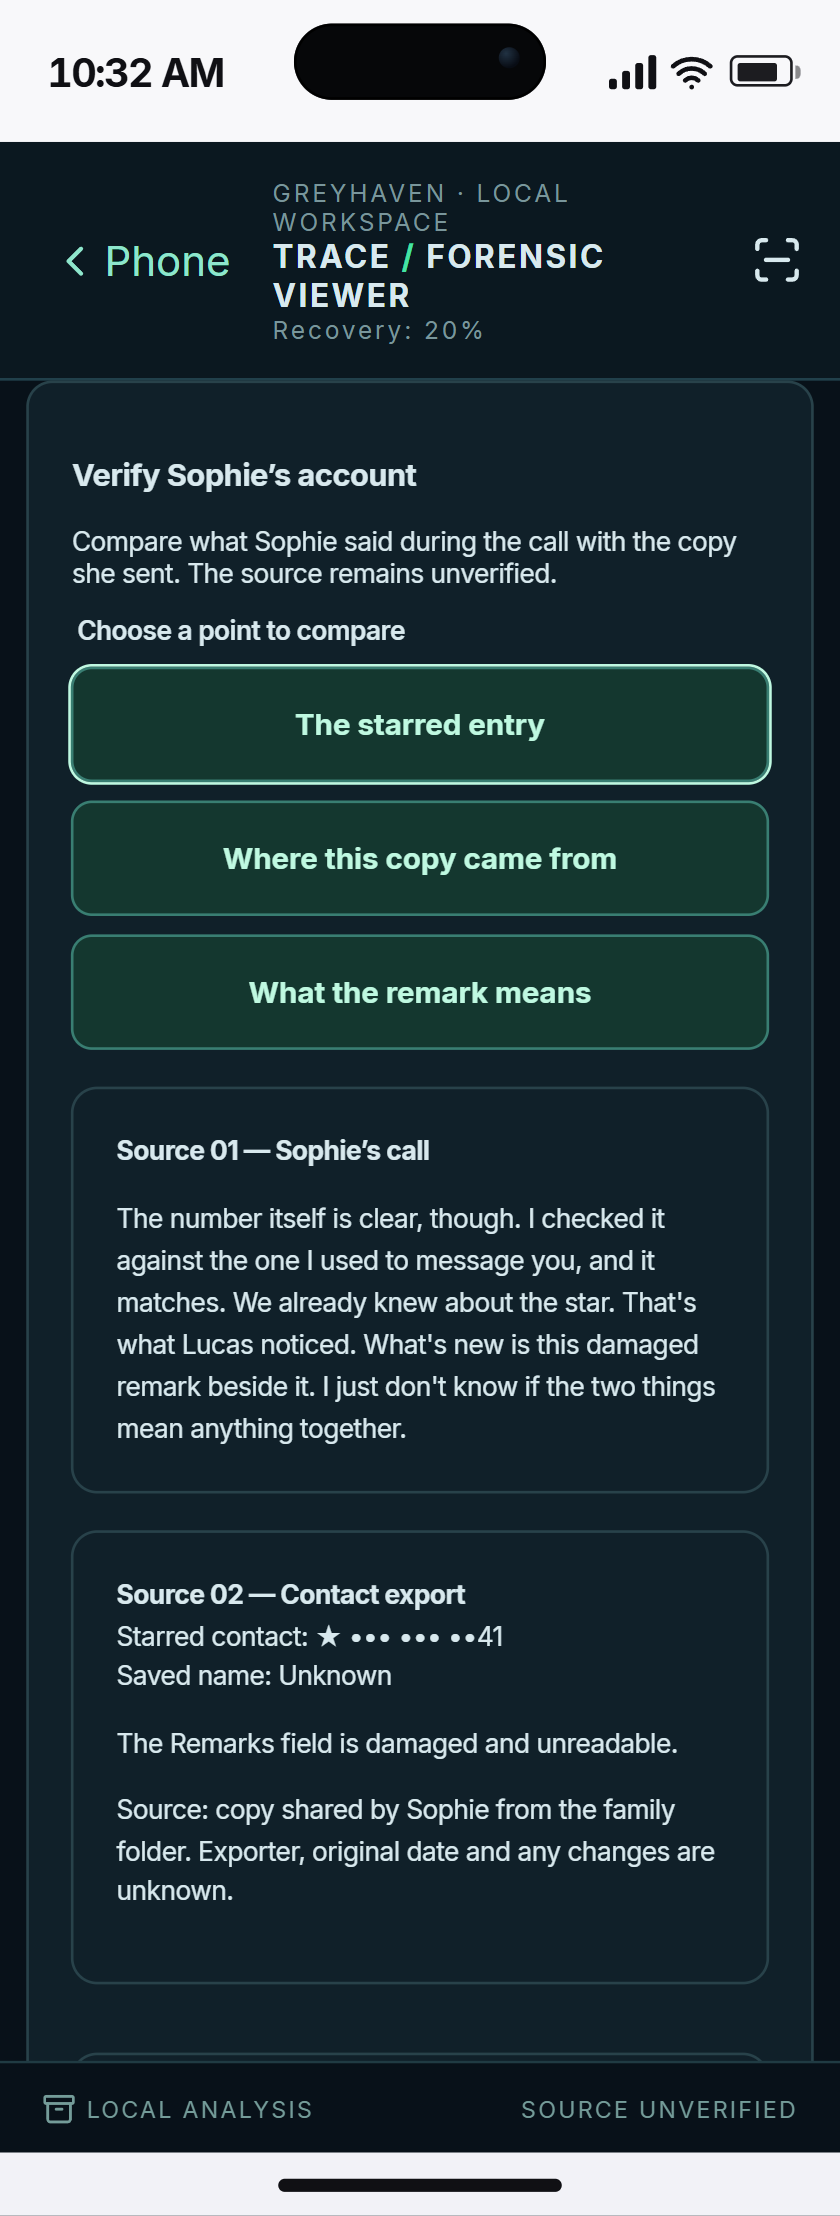 10:32 AM
Phone
GREYHAVEN · LOCAL
WORKSPACE
TRACE / FORENSIC
VIEWER
Recovery: 20%
Verify Sophie’s account
Compare what Sophie said during the call with the copy
she sent. The source remains unverified.
Choose a point to compare
The starred entry
Where this copy came from
What the remark means
Source 01 — Sophie’s call
The number itself is clear, though. I checked it
against the one I used to message you, and it
matches. We already knew about the star. That's
what Lucas noticed. What's new is this damaged
remark beside it. I just don't know if the two things
mean anything together.
Source 02 — Contact export
Starred contact: ★ ••• ••• ••41
Saved name: Unknown
The Remarks field is damaged and unreadable.
Source: copy shared by Sophie from the family
folder. Exporter, original date and any changes are
unknown.
LOCAL ANALYSIS
SOURCE UNVERIFIED